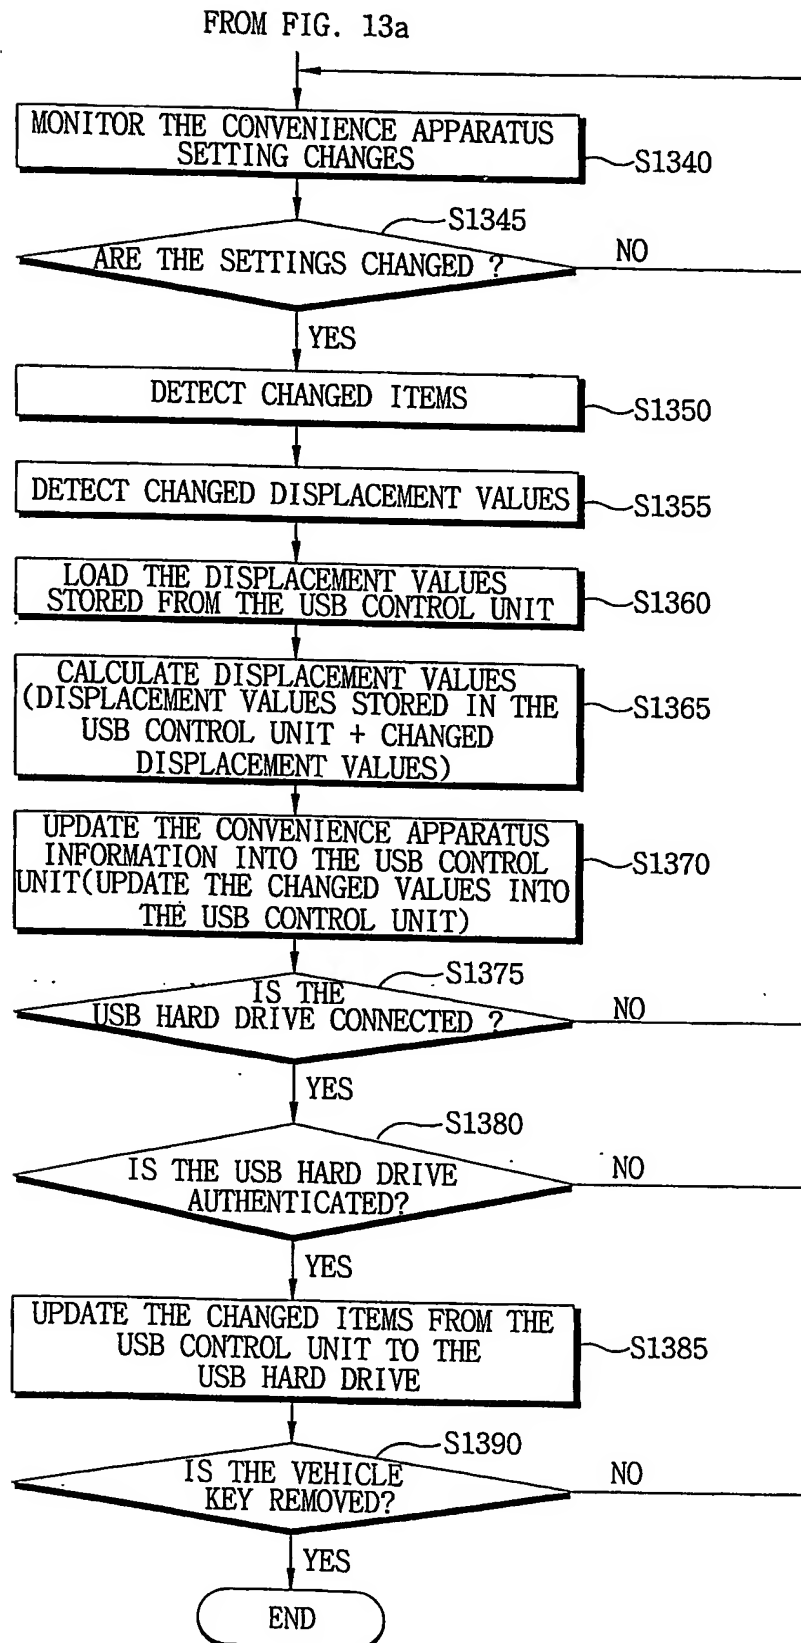 FROM FIG. 13a
MONITOR THE CONVENIENCE APPARATUS
SETTING CHANGES
S1340
S1345
ARE THE SETTINGS CHANGED ?
NO
YES
DETECT CHANGED ITEMS
S1350
DETECT CHANGED DISPLACEMENT VALUES
S1355
LOAD THE DISPLACEMENT VALUES
STORED FROM THE USB CONTROL UNIT
S1360
CALCULATE DISPLACEMENT VALUES
(DISPLACEMENT VALUES STORED IN THE
USB CONTROL UNIT + CHANGED
DISPLACEMENT VALUES)
S1365
UPDATE THE CONVENIENCE APPARATUS
INFORMATION INTO THE USB CONTROL
UNIT(UPDATE THE CHANGED VALUES INTO
THE USB CONTROL UNIT)
S1370
S1375
IS THE
USB HARD DRIVE CONNECTED ?
NO
YES
S1380
IS THE USB HARD DRIVE
AUTHENTICATED?
NO
YES
UPDATE THE CHANGED ITEMS FROM THE
USB CONTROL UNIT TO THE
USB HARD DRIVE
S1385
S1390
IS THE VEHICLE
KEY REMOVED?
NO
YES
END